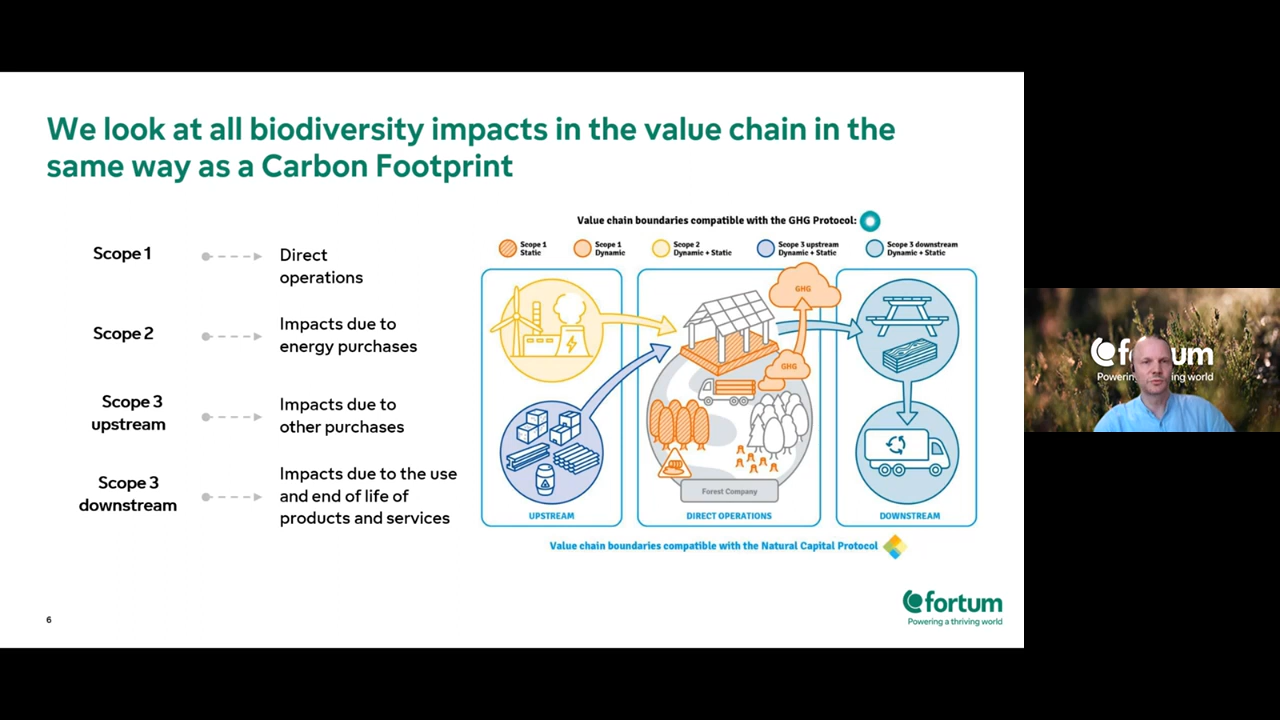 We look at all biodiversity impacts in the value chain in the
same way as a Carbon Footprint
Scope 1
Direct
operations
Scope 2
Impacts due to
energy purchases
Scope 3
upstream
Impacts due to
other purchases
Scope 3
downstream
Impacts due to the use
and end of life of
products and services
Value chain boundaries compatible with the GHG Protocol:
Scope 1
Static
Scope 1
Dynamic
Scope 2
Dynamic + Static
Scope 3 upstream
Dynamic + Static
Scope 3 downstream
Dynamic + Static
GHG
GHG
Forest Company
UPSTREAM
DIRECT OPERATIONS
DOWNSTREAM
Value chain boundaries compatible with the Natural Capital Protocol
6
fortum
Powering a thriving world